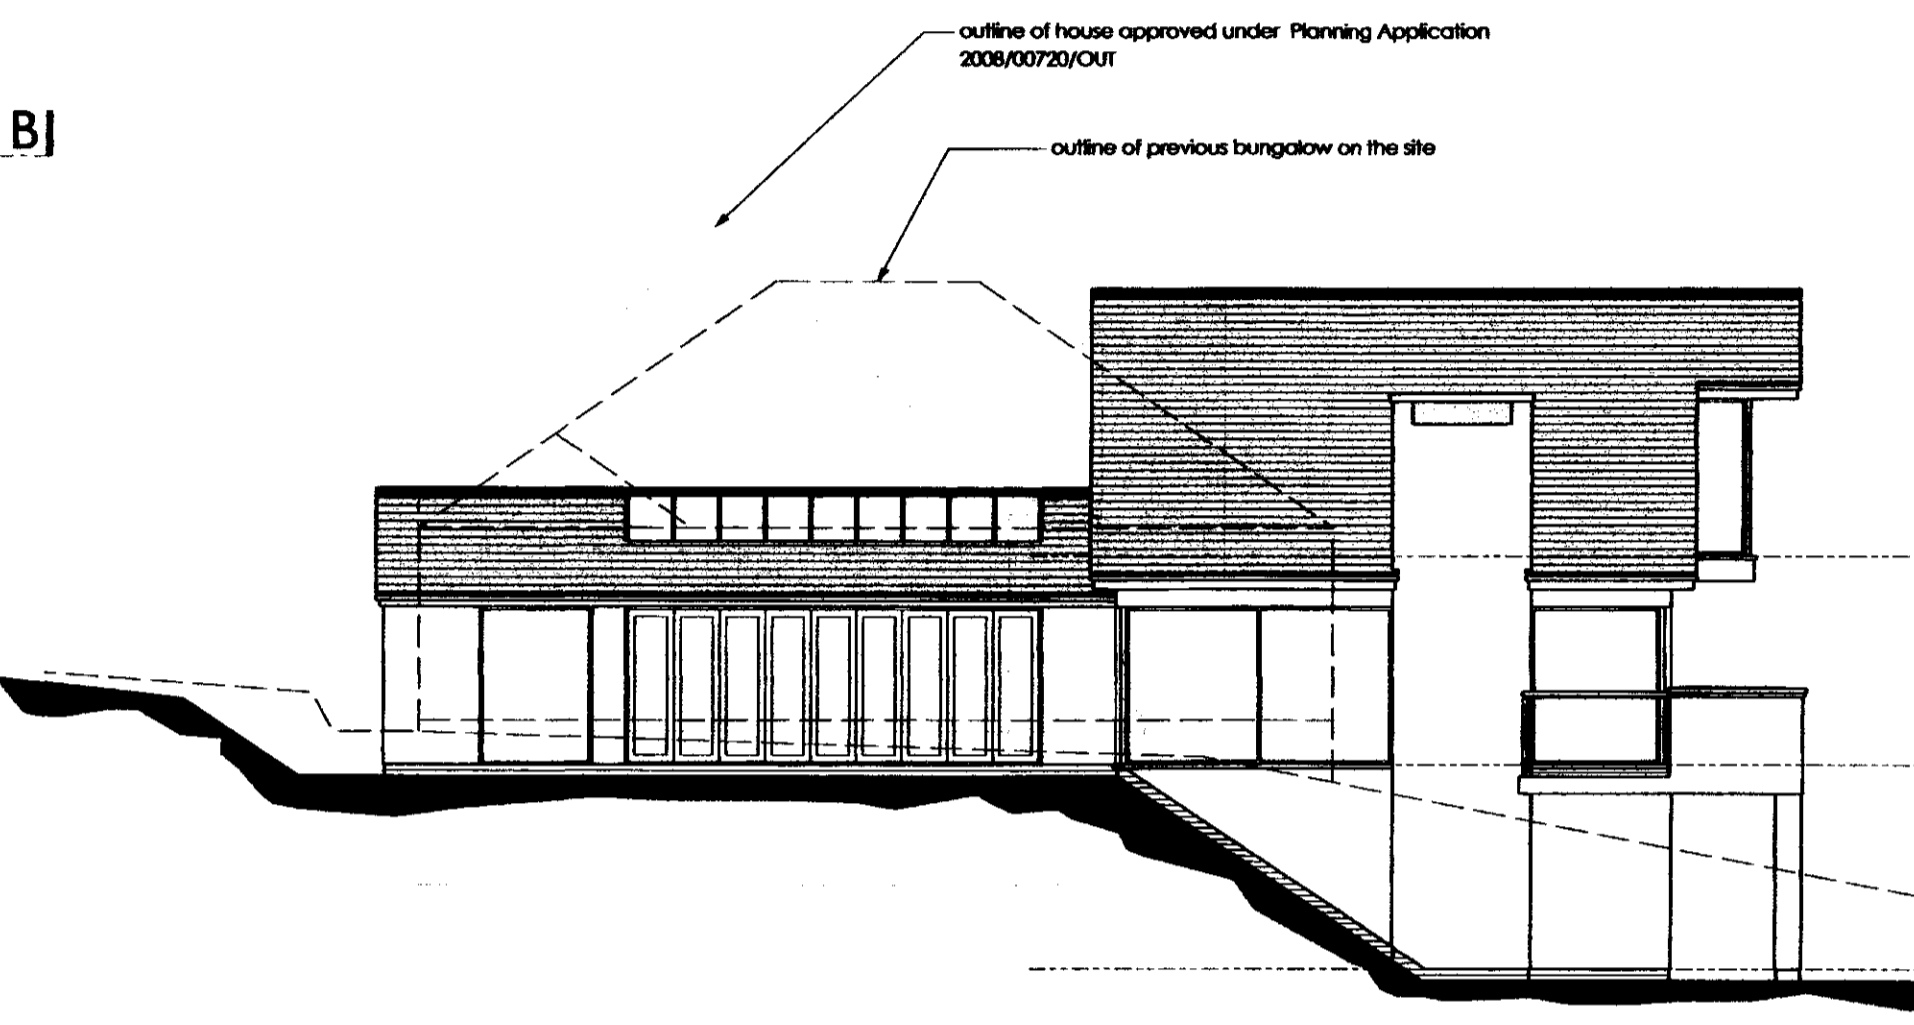 outline of house approved under Planning Application
2008/00720/OUT
B
outline of previous bungalow on the site